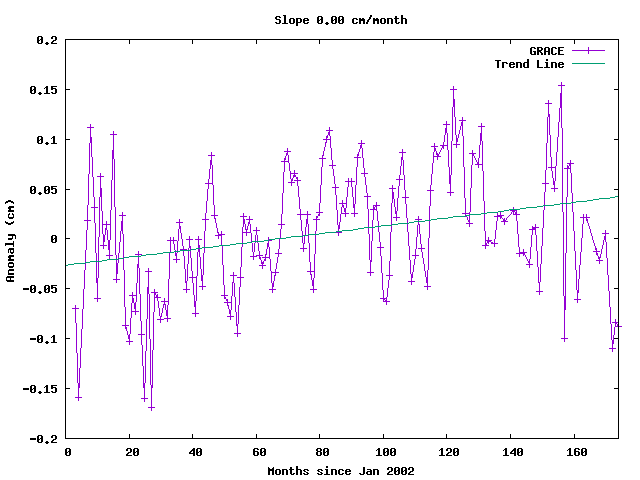 Slope 0.00 cm/month
GRACE
Trend Line
0.2
0.15
0.1
0.05
0
-0.05
-0.1
-0.15
-0.2
Anomaly (cm)
0 20 40 60 80 100 120 140 160
Months since Jan 2002